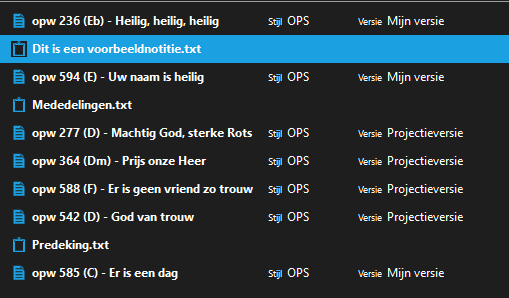 opw 236 (Eb) - Heilig, heilig, heilig Stijl OPS Versie Mijn versie
Dit is een voorbeeldnotitie.txt
opw 594 (E) - Uw naam is heilig Stijl OPS Versie Mijn versie
Mededelingen.txt
opw 277 (D) - Machtig God, sterke Rots Stijl OPS Versie Projectieversie
opw 364 (Dm) - Prijs onze Heer Stijl OPS Versie Projectieversie
opw 588 (F) - Er is geen vriend zo trouw Stijl OPS Versie Projectieversie
opw 542 (D) - God van trouw Stijl OPS Versie Projectieversie
Predeking.txt
opw 585 (C) - Er is een dag Stijl OPS Versie Mijn versie